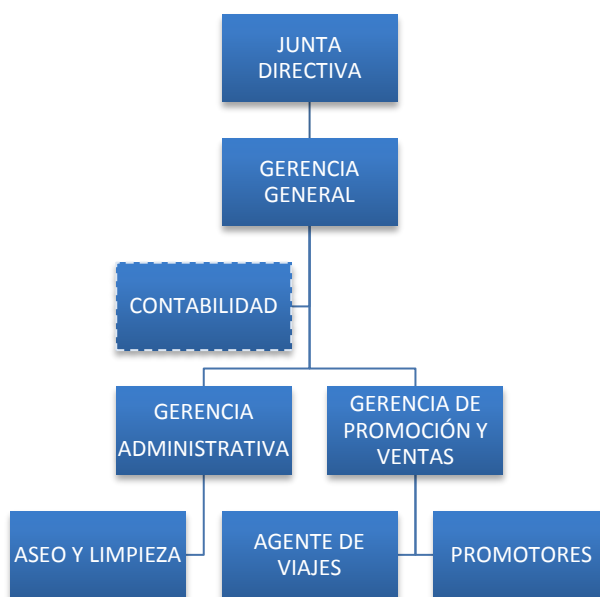 JUNTA
DIRECTIVA
GERENCIA
GENERAL
CONTABILIDAD
GERENCIA
ADMINISTRATIVA
GERENCIA DE
PROMOCIÓN Y
VENTAS
ASEO Y LIMPIEZA
AGENTE DE
VIAJES
PROMOTORES